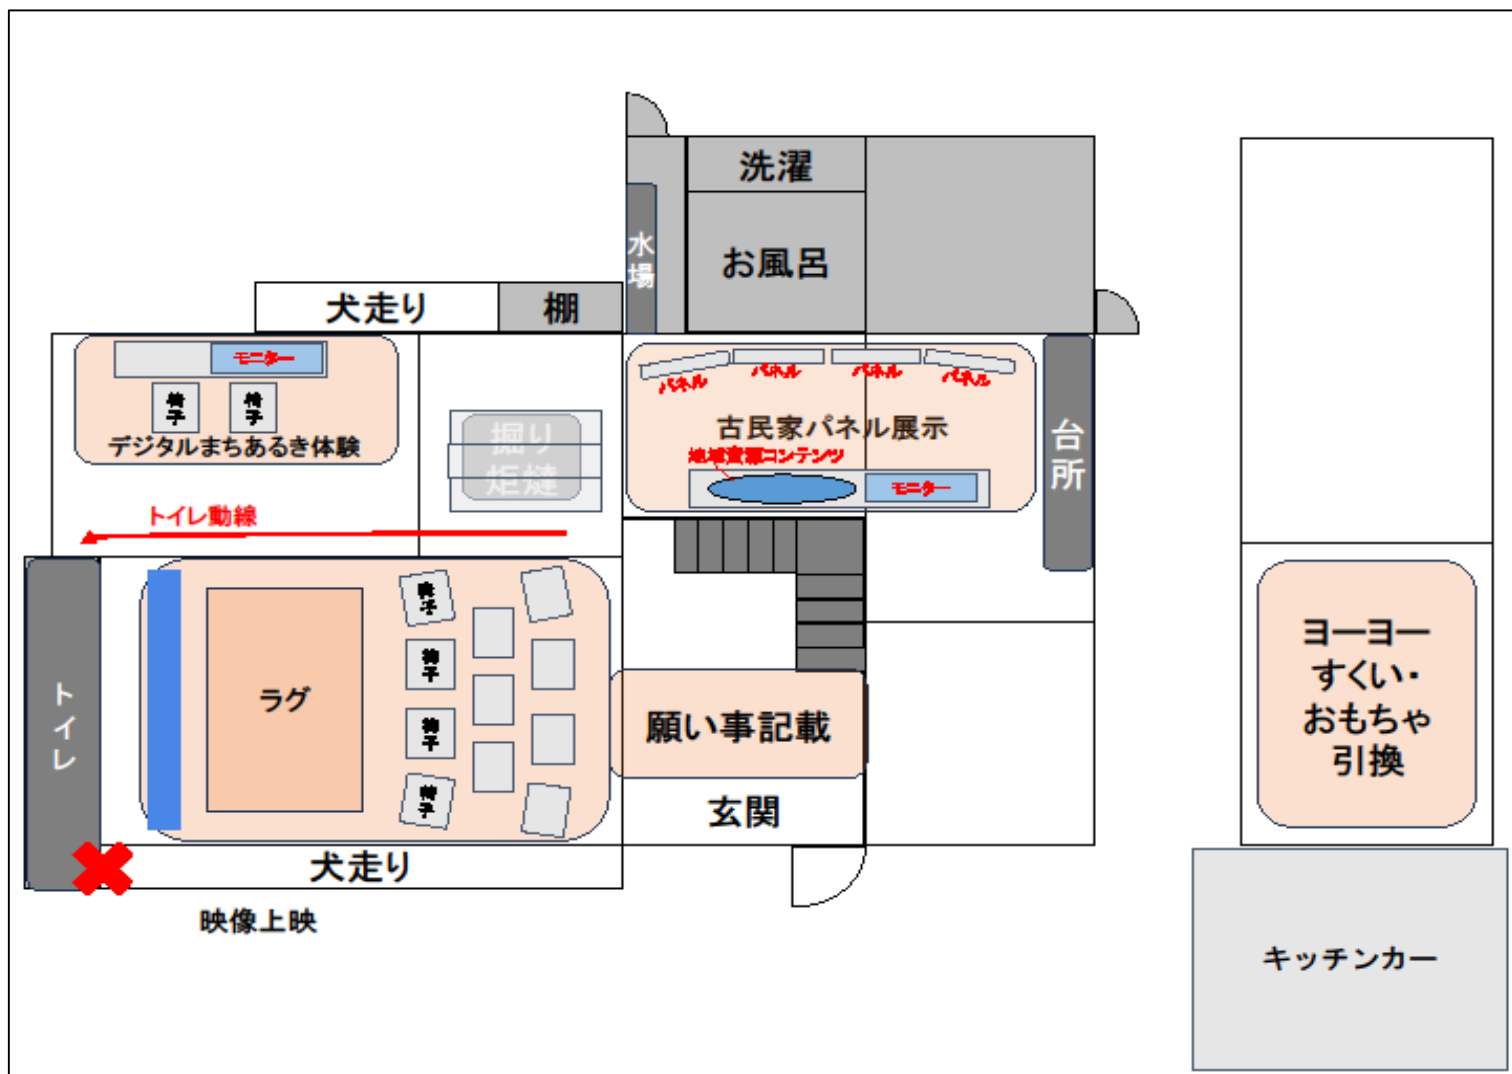 洗濯
水場
お風呂
犬走り
棚
モニター
椅子
椅子
デジタルまちあるき体験
パネル
パネル
パネル
パネル
古民家パネル展示
地域資源コンテンツ
モニター
台所
掘り
炬燵
トイレ動線
トイレ
ラグ
椅子
椅子
椅子
椅子
願い事記載
玄関
犬走り
映像上映
ヨーヨー
すくい・
おもちゃ
引換
キッチンカー